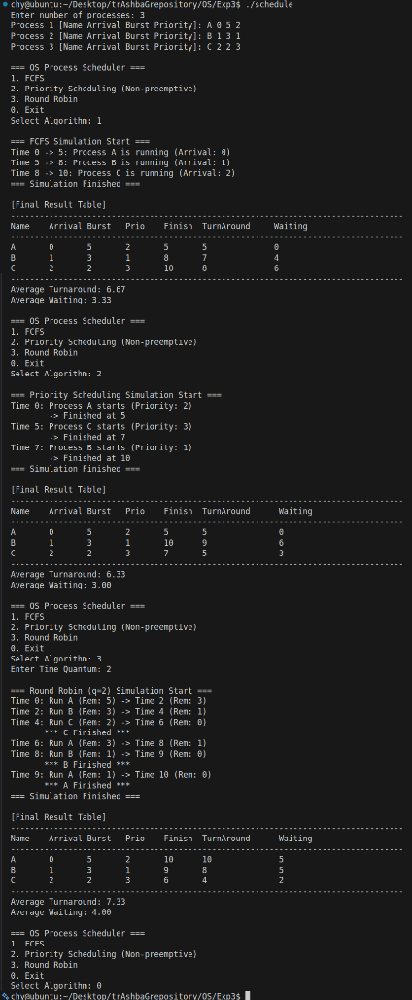 chy@ubuntu:~/Desktop/trAshbaGrepository/OS/Exp3$ ./schedule
Enter number of processes: 3
Process 1 [Name Arrival Burst Priority]: A 0 5 2
Process 2 [Name Arrival Burst Priority]: B 1 3 1
Process 3 [Name Arrival Burst Priority]: C 2 2 3

=== OS Process Scheduler ===
1. FCFS
2. Priority Scheduling (Non-preemptive)
3. Round Robin
0. Exit
Select Algorithm: 1

=== FCFS Simulation Start ===
Time 0 -> 5: Process A is running (Arrival: 0)
Time 5 -> 8: Process B is running (Arrival: 1)
Time 8 -> 10: Process C is running (Arrival: 2)
=== Simulation Finished ===

[Final Result Table]
----------------------------------------------------------------------------------
Name    Arrival Burst   Prio    Finish  TurnAround     Waiting
----------------------------------------------------------------------------------
A       0       5       2       5       5              0
B       1       3       1       8       7              4
C       2       2       3       10      8              6
----------------------------------------------------------------------------------
Average Turnaround: 6.67
Average Waiting: 3.33

=== OS Process Scheduler ===
1. FCFS
2. Priority Scheduling (Non-preemptive)
3. Round Robin
0. Exit
Select Algorithm: 2

=== Priority Scheduling Simulation Start ===
Time 0: Process A starts (Priority: 2)
        -> Finished at 5
Time 5: Process C starts (Priority: 3)
        -> Finished at 7
Time 7: Process B starts (Priority: 1)
        -> Finished at 10
=== Simulation Finished ===

[Final Result Table]
----------------------------------------------------------------------------------
Name    Arrival Burst   Prio    Finish  TurnAround      Waiting
----------------------------------------------------------------------------------
A       0       5       2       5       5               0
B       1       3       1       10      9               6
C       2       2       3       7       5               3
----------------------------------------------------------------------------------
Average Turnaround: 6.33
Average Waiting: 3.00

=== OS Process Scheduler ===
1. FCFS
2. Priority Scheduling (Non-preemptive)
3. Round Robin
0. Exit
Select Algorithm: 3
Enter Time Quantum: 2

=== Round Robin (q=2) Simulation Start ===
Time 0: Run A (Rem: 5) -> Time 2 (Rem: 3)
Time 2: Run B (Rem: 3) -> Time 4 (Rem: 1)
Time 4: Run C (Rem: 2) -> Time 6 (Rem: 0)
       *** C Finished ***
Time 6: Run A (Rem: 3) -> Time 8 (Rem: 1)
Time 8: Run B (Rem: 1) -> Time 9 (Rem: 0)
       *** B Finished ***
Time 9: Run A (Rem: 1) -> Time 10 (Rem: 0)
       *** A Finished ***
=== Simulation Finished ===

[Final Result Table]
----------------------------------------------------------------------------------
Name    Arrival Burst   Prio    Finish  TurnAround      Waiting
----------------------------------------------------------------------------------
A       0       5       2       10      10              5
B       1       3       1       9       8               5
C       2       2       3       6       4               2
----------------------------------------------------------------------------------
Average Turnaround: 7.33
Average Waiting: 4.00

=== OS Process Scheduler ===
1. FCFS
2. Priority Scheduling (Non-preemptive)
3. Round Robin
0. Exit
Select Algorithm: 0
chy@ubuntu:~/Desktop/trAshbaGrepository/OS/Exp3$